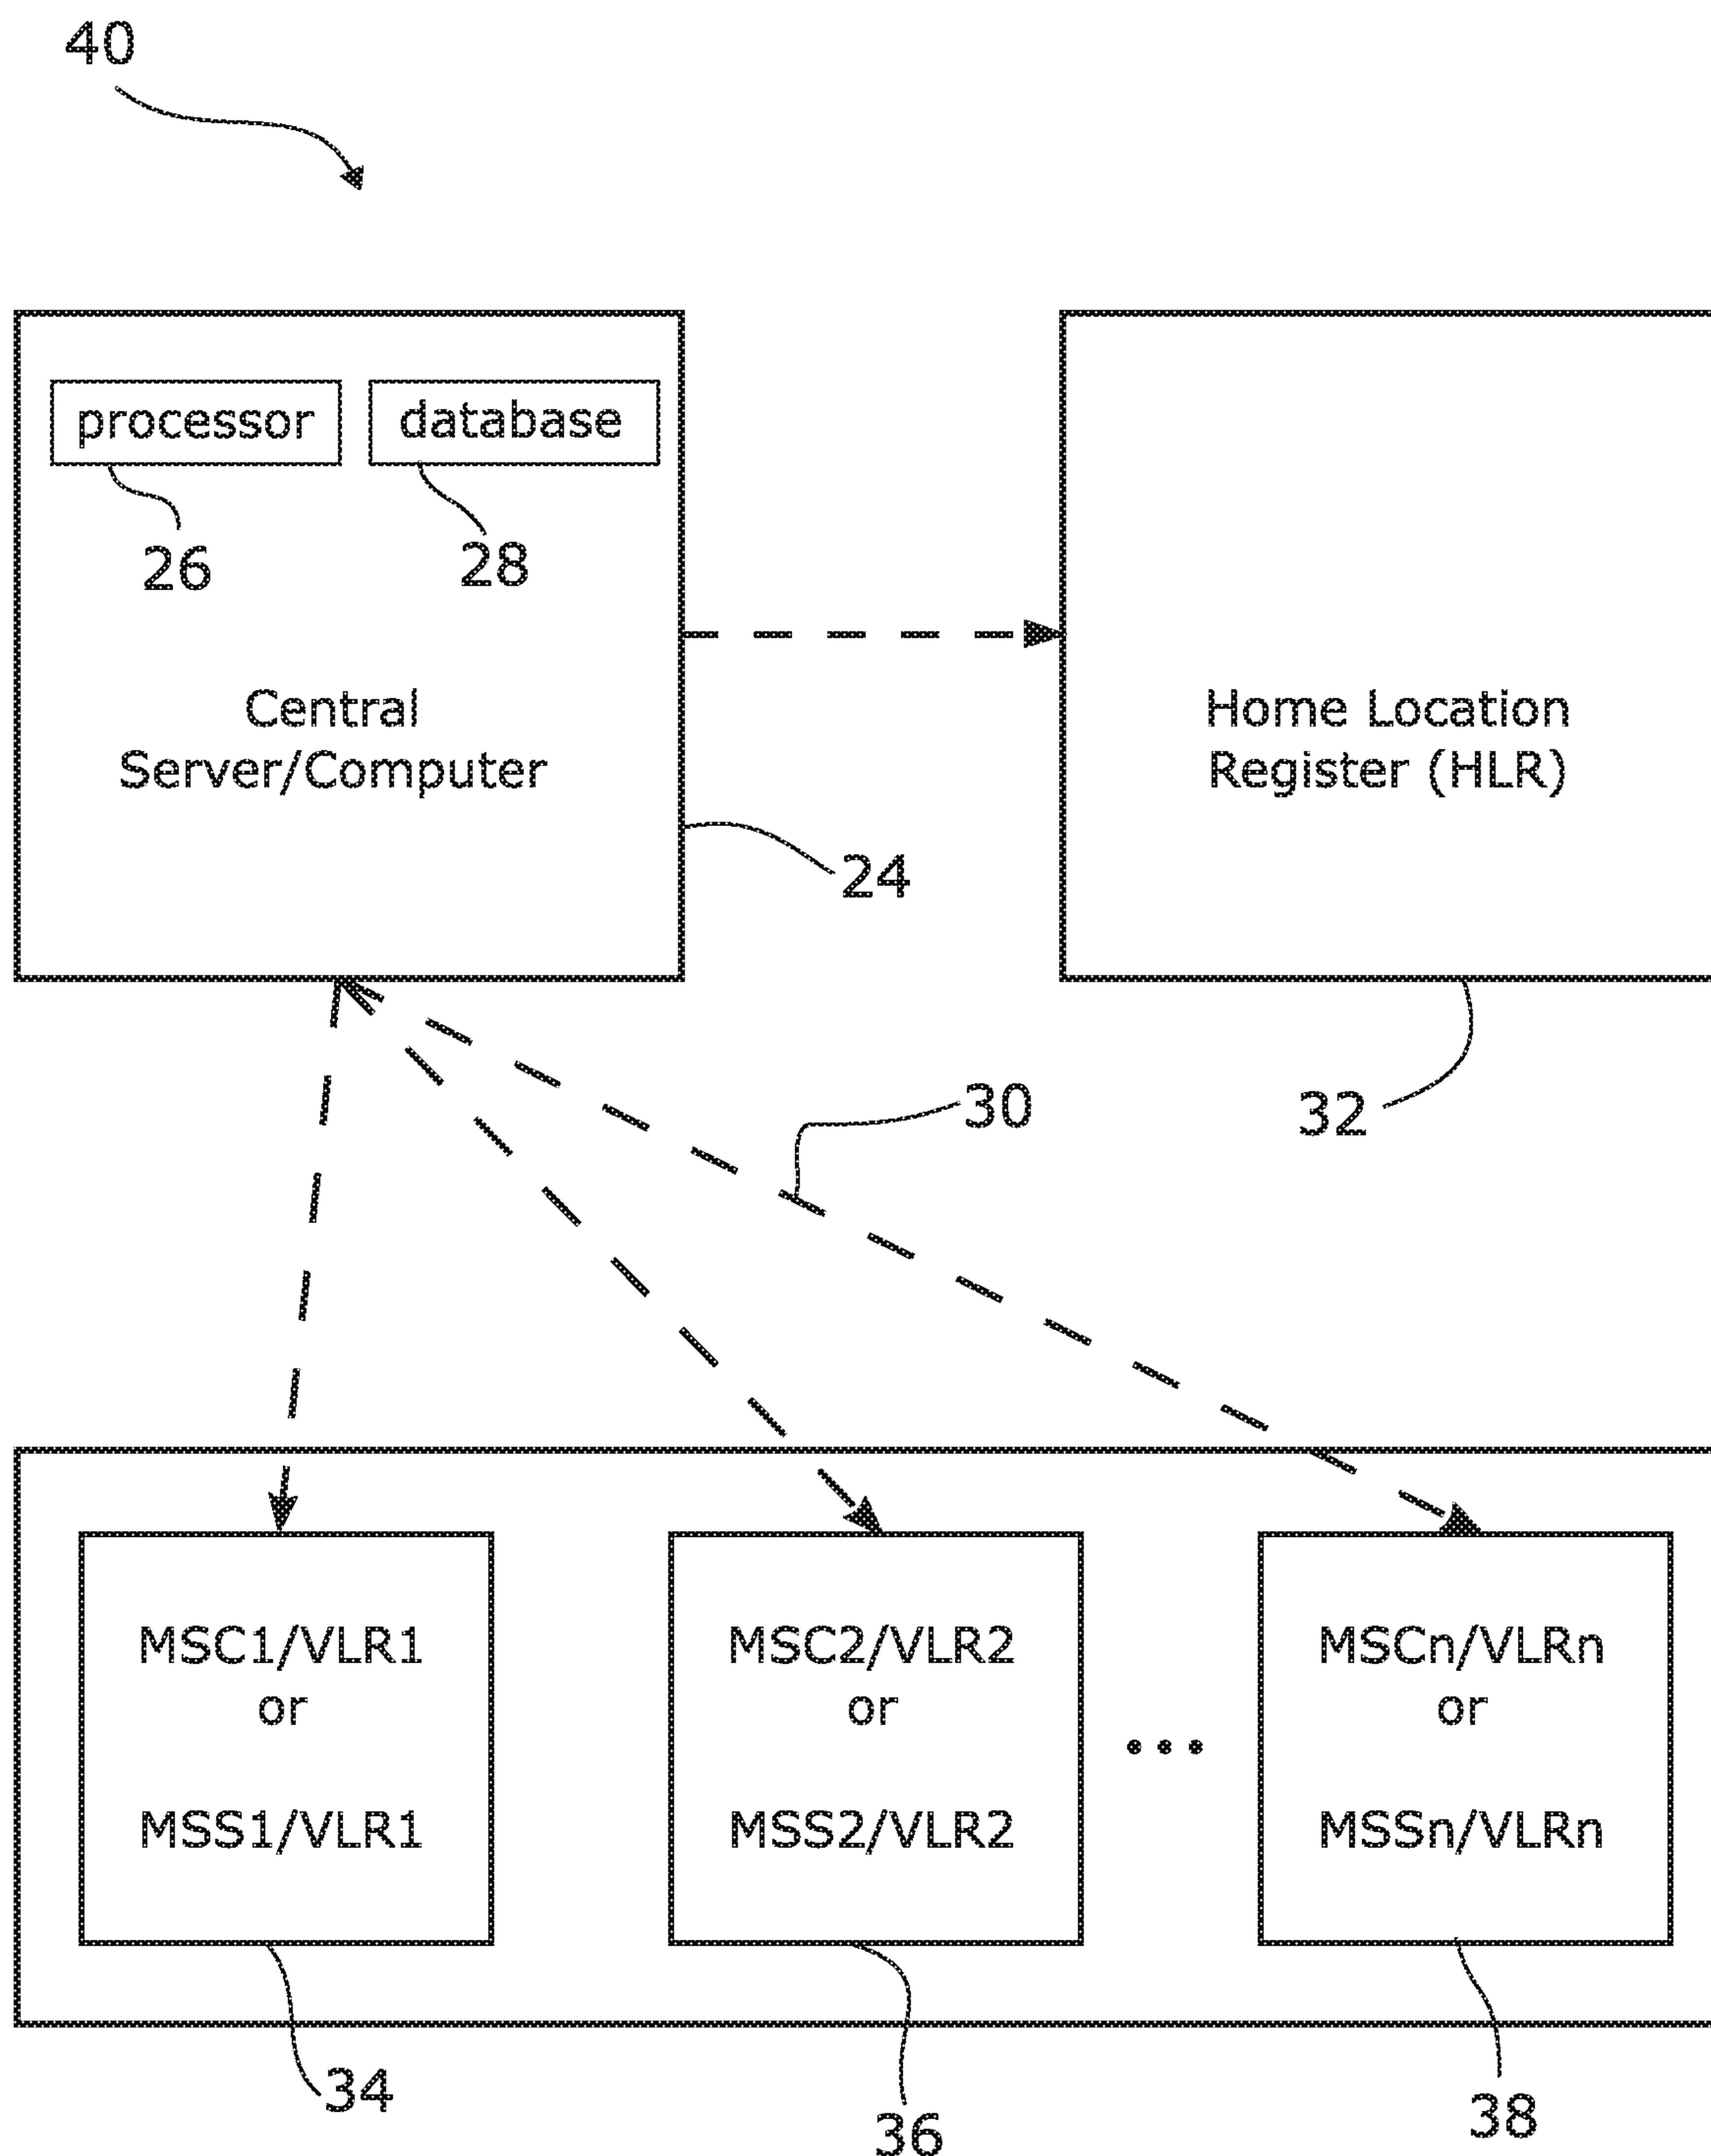 40
processor
database
26
28
Central
Server/Computer
24
Home Location
Register (HLR)
32
30
MSC1/VLR1
or
MSS1/VLR1
34
MSC2/VLR2
or
MSS2/VLR2
36
...
MSCn/VLRn
or
MSSn/VLRn
38